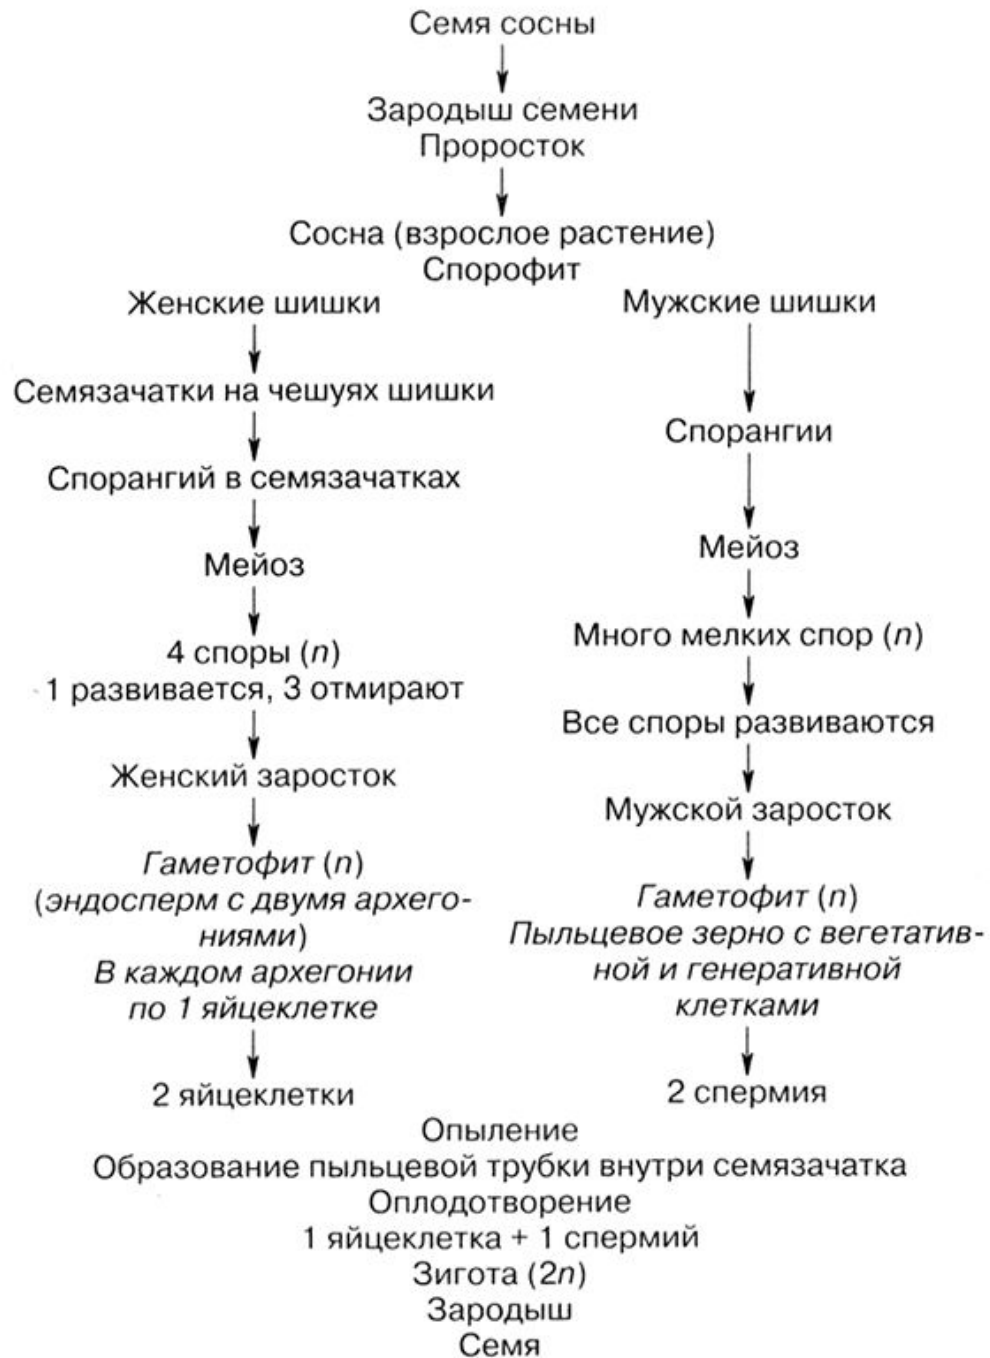 Семя сосны
Зародыш семени
Проросток
Сосна (взрослое растение)
Спорофит
Женские шишки
Семязачатки на чешуях шишки
Спорангий в семязачатках
Мейоз
4 споры (n)
1 развивается, 3 отмирают
Женский заросток
Гаметофит (n)
(эндосперм с двумя архего-
ниями)
В каждом архегонии
по 1 яйцеклетке
2 яйцеклетки
Мужские шишки
Спорангии
Мейоз
Много мелких спор (n)
Все споры развиваются
Мужской заросток
Гаметофит (n)
Пыльцевое зерно с вегетатив-
ной и генеративной
клетками
2 спермия
Опыление
Образование пыльцевой трубки внутри семязачатка
Оплодотворение
1 яйцеклетка + 1 спермий
Зигота (2n)
Зародыш
Семя